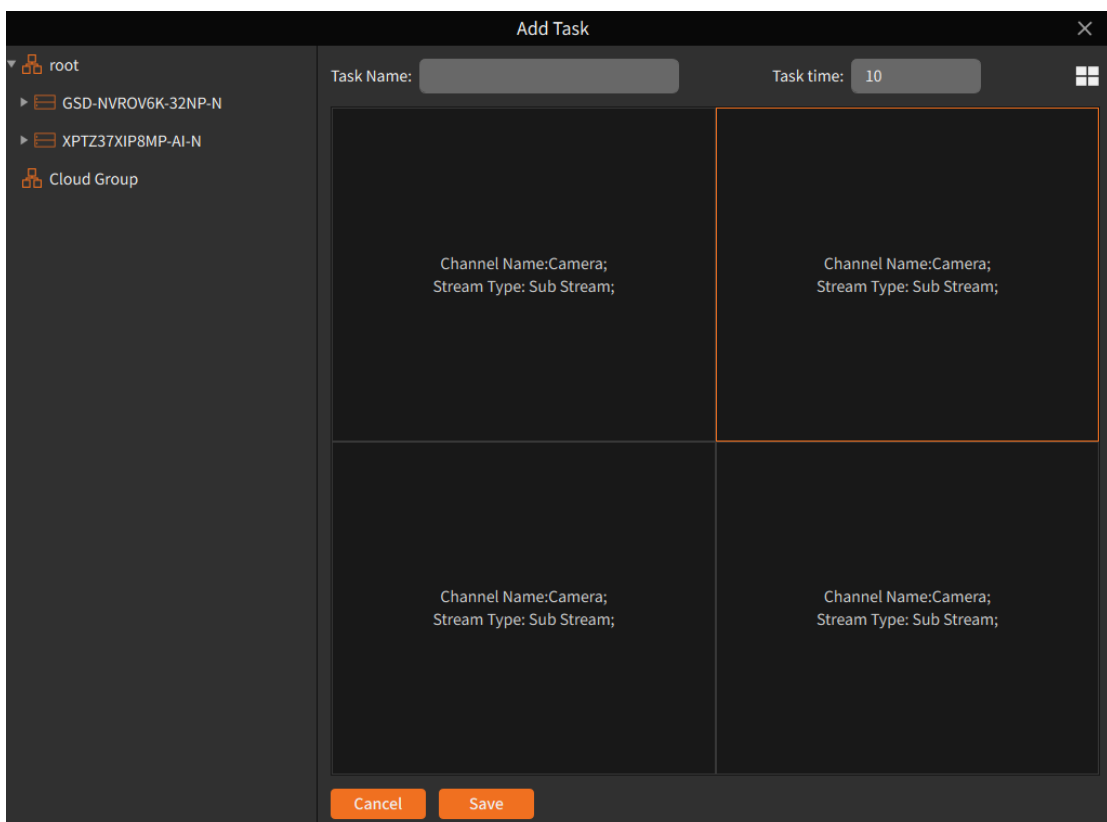 Add Task
root
GSD-NVROV6K-32NP-N
XPTZ37XIP8MP-AI-N
Cloud Group
Task Name:
Task time: 10
Channel Name:Camera;
Stream Type: Sub Stream;
Channel Name:Camera;
Stream Type: Sub Stream;
Channel Name:Camera;
Stream Type: Sub Stream;
Channel Name:Camera;
Stream Type: Sub Stream;
Cancel
Save